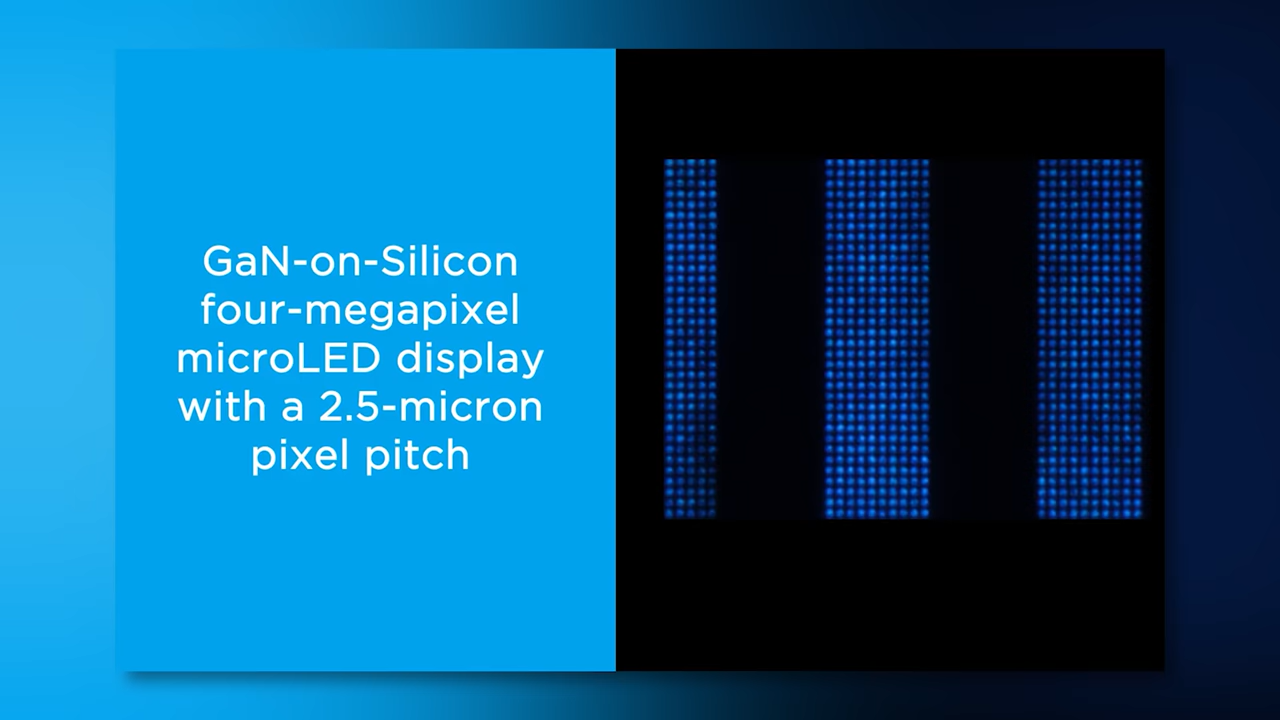 GaN-on-Silicon
four-megapixel
microLED display
with a 2.5-micron
pixel pitch